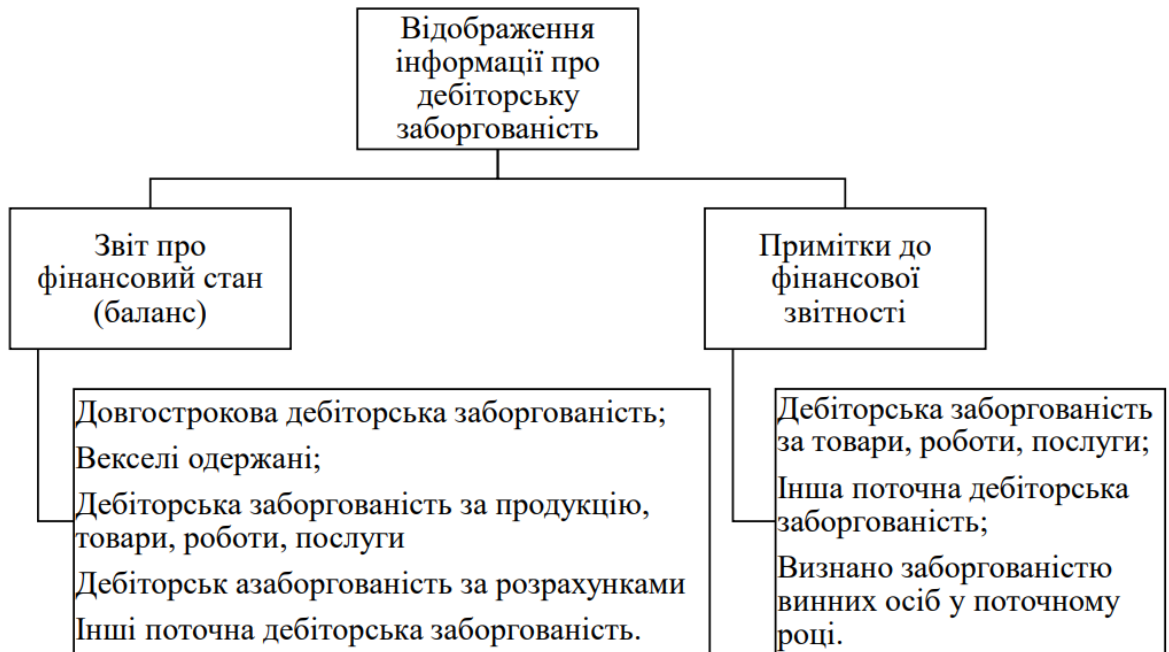 Відображення
інформації про
дебіторську
заборгованість
Звіт про
фінансовий стан
(баланс)
Примітки до
фінансової
звітності
Довгострокова дебіторська заборгованість;
Векселі одержані;
Дебіторська заборгованість за продукцію,
товари, роботи, послуги
Дебіторськ азаборгованість за розрахунками
Інші поточна дебіторська заборгованість.
Дебіторська заборгованість
за товари, роботи, послуги;
Інша поточна дебіторська
заборгованість;
Визнано заборгованістю
винних осіб у поточному
році.